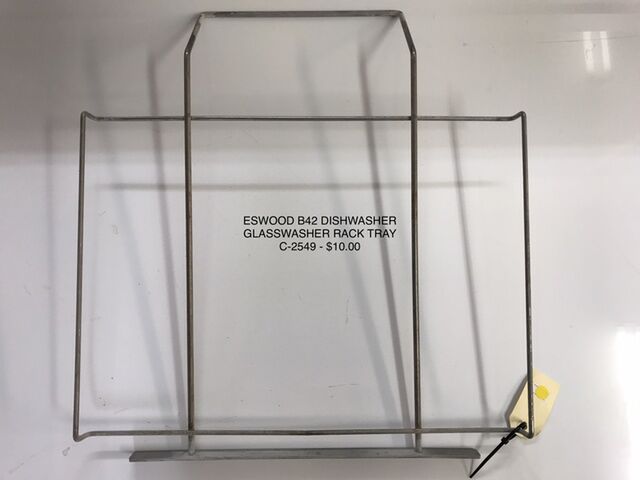 ESWOOD B42 DISHWASHER
GLASSWASHER RACK TRAY
C-2549 - $10.00